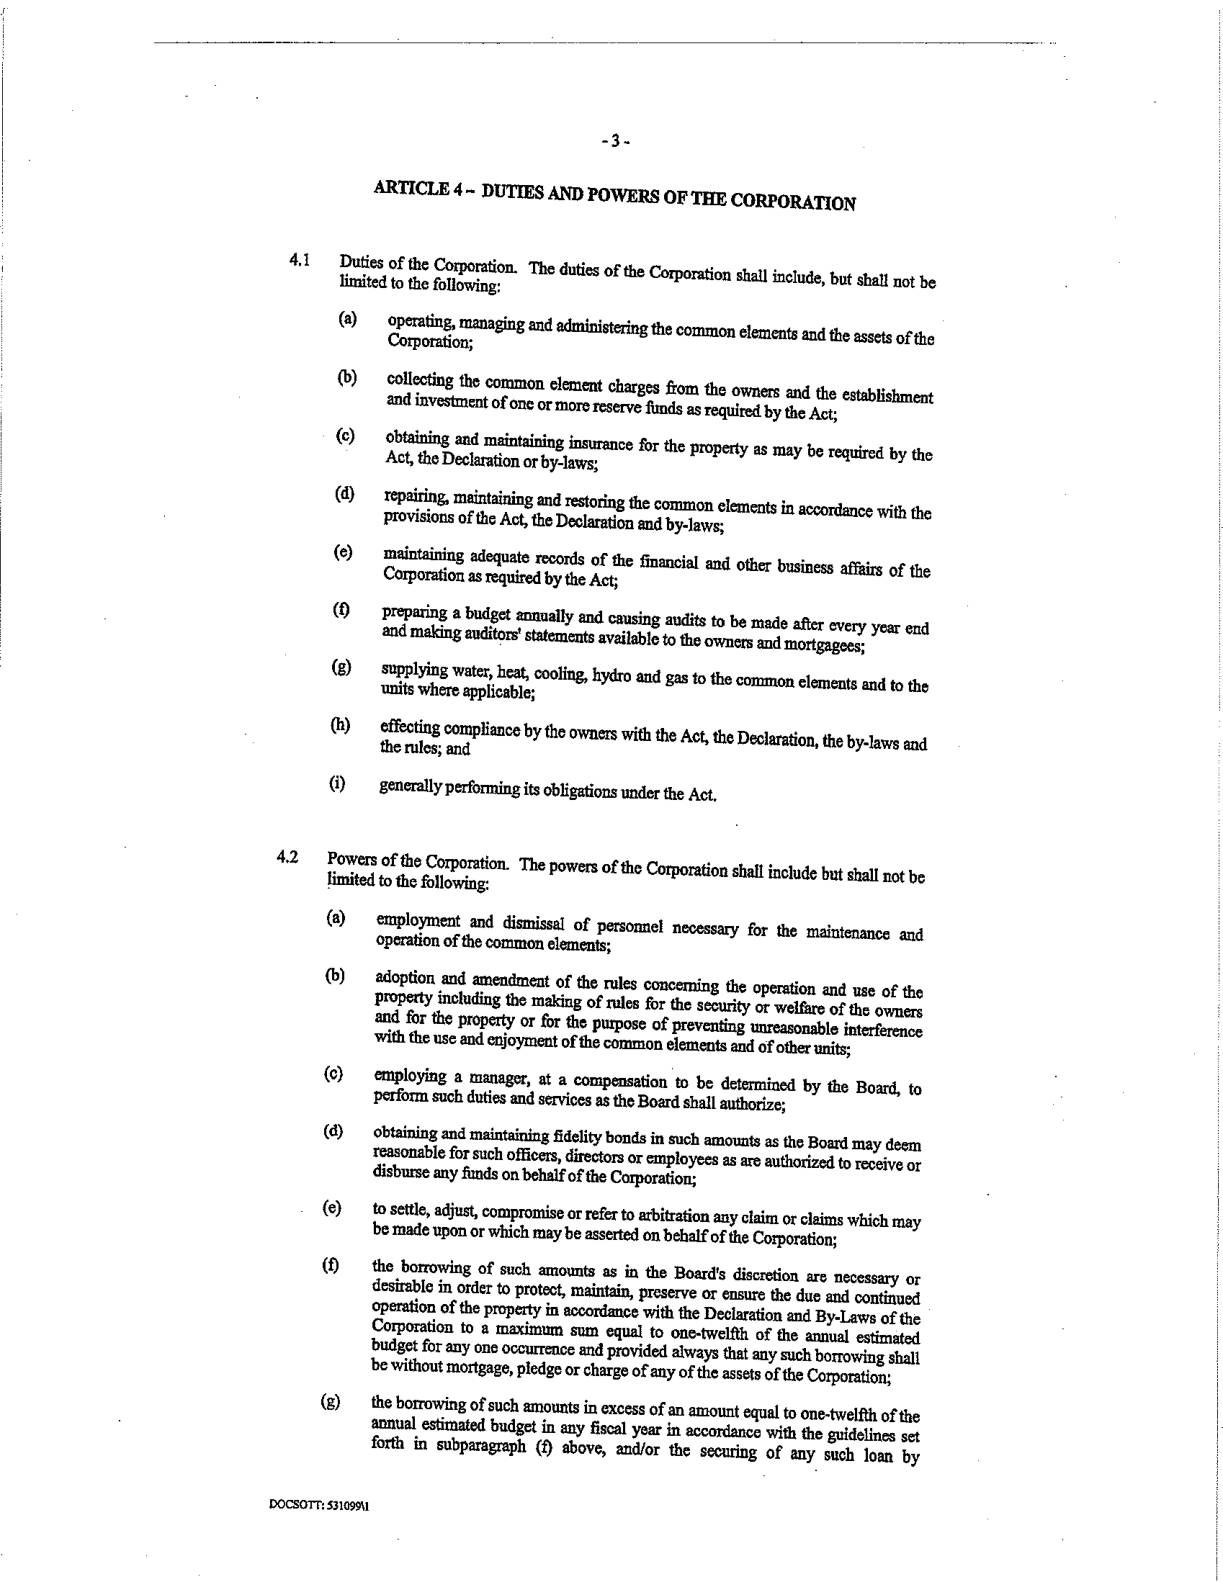 - 3 -
ARTICLE 4 – DUTIES AND POWERS OF THE CORPORATION
4.1 Duties of the Corporation. The duties of the Corporation shall include, but shall not be
limited to the following:
(a) operating, managing and administering the common elements and the assets of the
Corporation;
(b) collecting the common element charges from the owners and the establishment
and investment of one or more reserve funds as required by the Act;
(c) obtaining and maintaining insurance for the property as may be required by the
Act, the Declaration or by-laws;
(d) repairing, maintaining and restoring the common elements in accordance with the
provisions of the Act, the Declaration and by-laws;
(e) maintaining adequate records of the financial and other business affairs of the
Corporation as required by the Act;
(f) preparing a budget annually and causing audits to be made after every year end
and making auditors' statements available to the owners and mortgagees;
(g) supplying water, heat, cooling, hydro and gas to the common elements and to the
units where applicable;
(h) effecting compliance by the owners with the Act, the Declaration, the by-laws and
the rules; and
(i) generally performing its obligations under the Act.
4.2 Powers of the Corporation. The powers of the Corporation shall include but shall not be
limited to the following:
(a) employment and dismissal of personnel necessary for the maintenance and
operation of the common elements;
(b) adoption and amendment of the rules concerning the operation and use of the
property including the making of rules for the security or welfare of the owners
and for the property or for the purpose of preventing unreasonable interference
with the use and enjoyment of the common elements and of other units;
(c) employing a manager, at a compensation to be determined by the Board, to
perform such duties and services as the Board shall authorize;
(d) obtaining and maintaining fidelity bonds in such amounts as the Board may deem
reasonable for such officers, directors or employees as are authorized to receive or
disburse any funds on behalf of the Corporation;
(e) to settle, adjust, compromise or refer to arbitration any claim or claims which may
be made upon or which may be asserted on behalf of the Corporation;
(f) the borrowing of such amounts as in the Board's discretion are necessary or
desirable in order to protect, maintain, preserve or ensure the due and continued
operation of the property in accordance with the Declaration and By-Laws of the
Corporation to a maximum sum equal to one-twelfth of the annual estimated
budget for any one occurrence and provided always that any such borrowing shall
be without mortgage, pledge or charge of any of the assets of the Corporation;
(g) the borrowing of such amounts in excess of an amount equal to one-twelfth of the
annual estimated budget in any fiscal year in accordance with the guidelines set
forth in subparagraph (f) above, and/or the securing of any such loan by
DOCSOTT: 531099\1